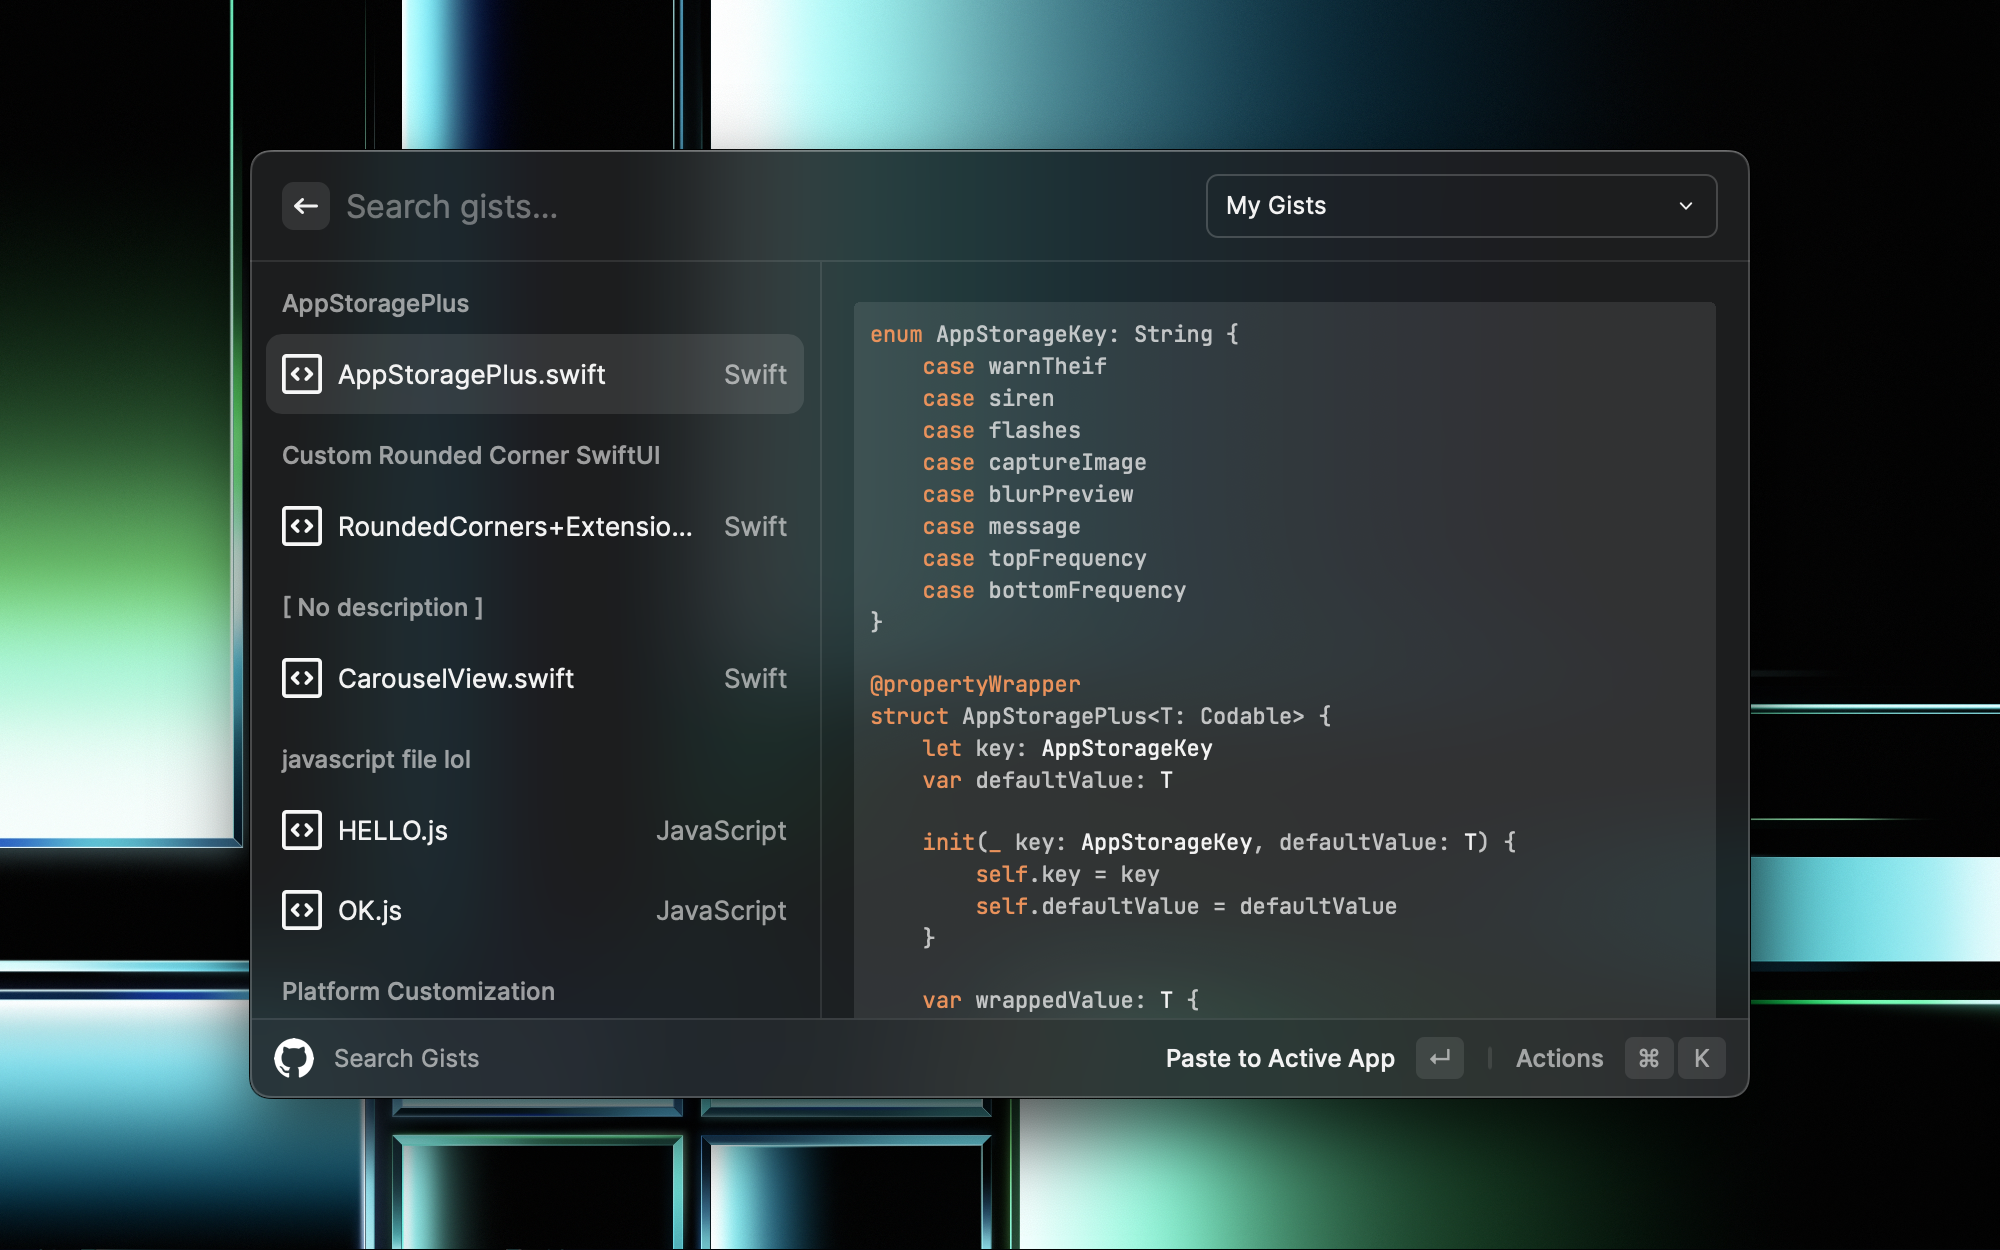 Search gists...
My Gists
AppStoragePlus
AppStoragePlus.swift Swift
Custom Rounded Corner SwiftUI
RoundedCorners+Extensio... Swift
[ No description ]
CarouselView.swift Swift
javascript file lol
HELLO.js JavaScript
OK.js JavaScript
Platform Customization
enum AppStorageKey: String {
    case warnTheif
    case siren
    case flashes
    case captureImage
    case blurPreview
    case message
    case topFrequency
    case bottomFrequency
}
@propertyWrapper
struct AppStoragePlus<T: Codable> {
    let key: AppStorageKey
    var defaultValue: T
    init(_ key: AppStorageKey, defaultValue: T) {
        self.key = key
        self.defaultValue = defaultValue
    }
    var wrappedValue: T {
Search Gists
Paste to Active App ↵ | Actions ⌘ K